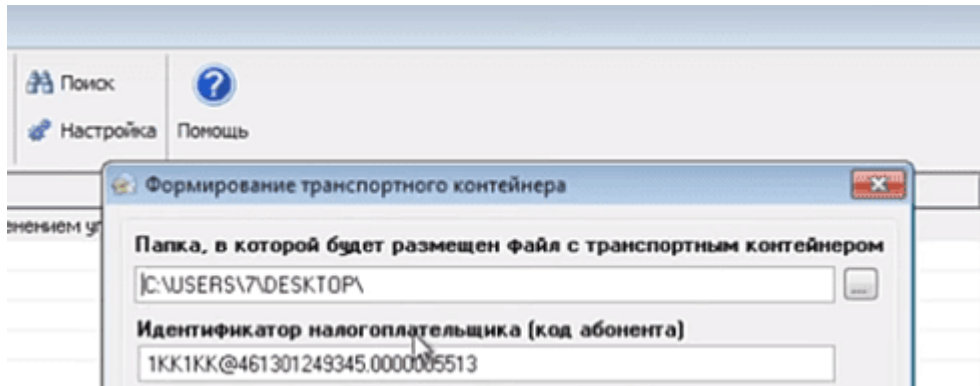 Поиск
Настройка
Помощь
Формирование транспортного контейнера
Папка, в которой будет размещен файл с транспортным контейнером
C:\USERS\7\DESKTOP\
...
Идентификатор налогоплательщика (код абонента)
1KK1KK@461301249345.0000005513